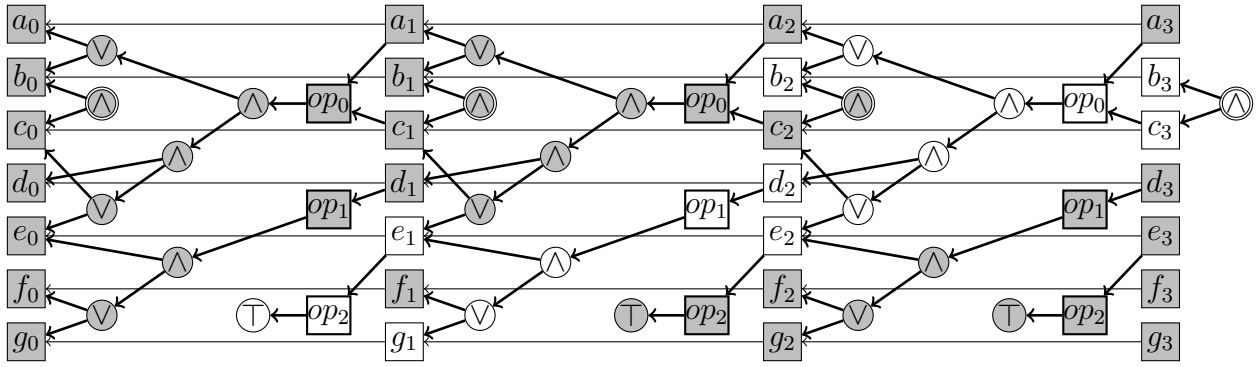 a₀ a₁ a₂ a₃
∨ ∨ ∨
b₀ b₁ b₂ b₃
∧ ∧ op₀ ∧ ∧ op₀ ∧ ∧ op₀ ∧
c₀ c₁ c₂ c₃
∧ ∧ ∧
d₀ d₁ d₂ d₃
∨ op₁ ∨ op₁ ∨ op₁
e₀ e₁ e₂ e₃
∧ ∧ ∧
f₀ f₁ f₂ f₃
∨ ⊤ op₂ ∨ ⊤ op₂ ∨ ⊤ op₂
g₀ g₁ g₂ g₃